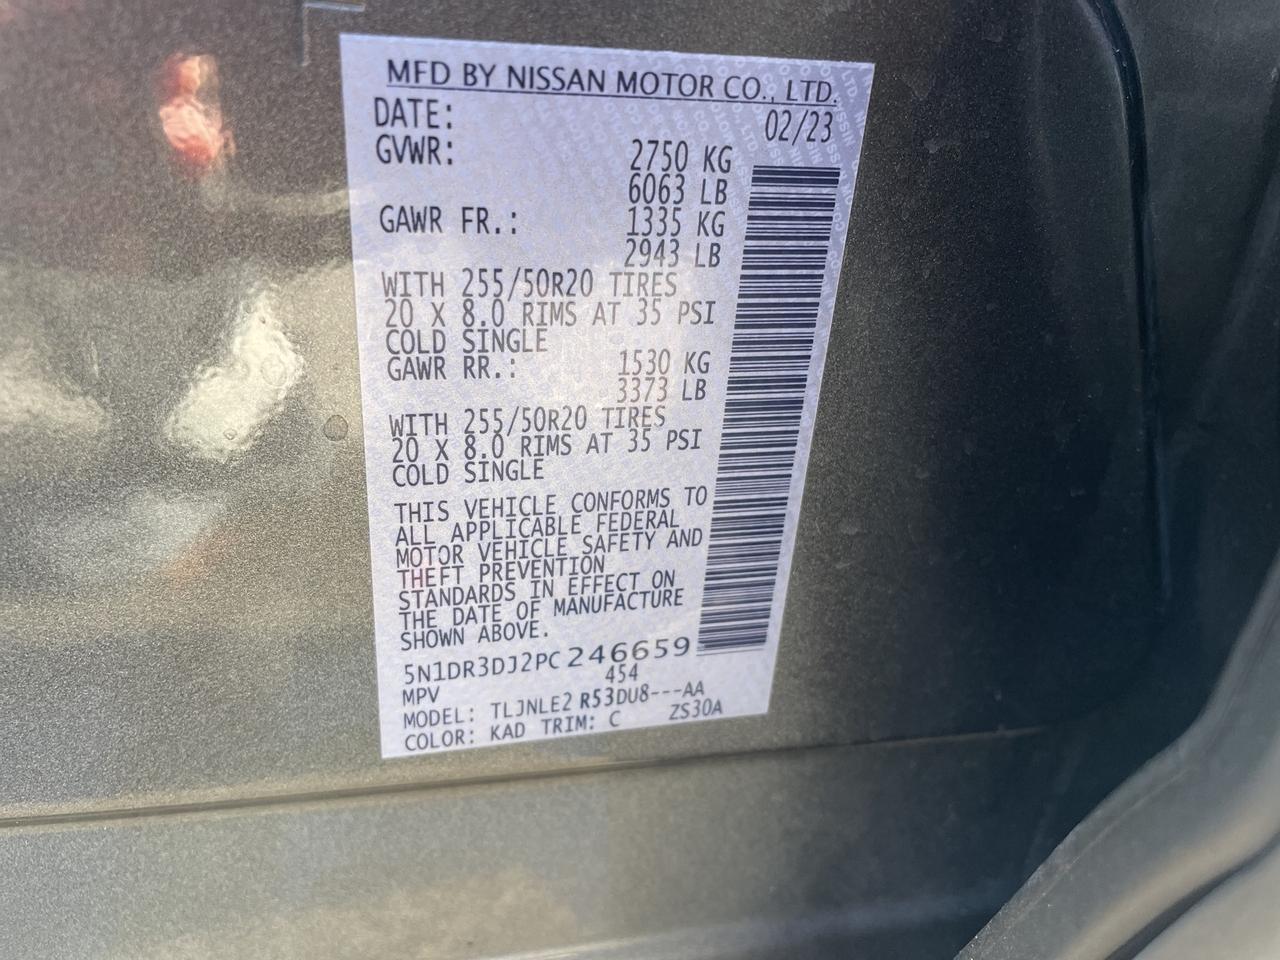 MFD BY NISSAN MOTOR CO., LTD.
DATE: 02/23
GVWR: 2750 KG
6063 LB
GAWR FR.: 1335 KG
2943 LB
WITH 255/50R20 TIRES
20 X 8.0 RIMS AT 35 PSI
COLD SINGLE
GAWR RR.: 1530 KG
3373 LB
WITH 255/50R20 TIRES
20 X 8.0 RIMS AT 35 PSI
COLD SINGLE
THIS VEHICLE CONFORMS TO
ALL APPLICABLE FEDERAL
MOTOR VEHICLE SAFETY AND
THEFT PREVENTION
STANDARDS IN EFFECT ON
THE DATE OF MANUFACTURE
SHOWN ABOVE.
5N1DR3DJ2PC246659
MPV 454
MODEL: TLJNLE2 R53DU8---AA
COLOR: KAD TRIM: C ZS30A